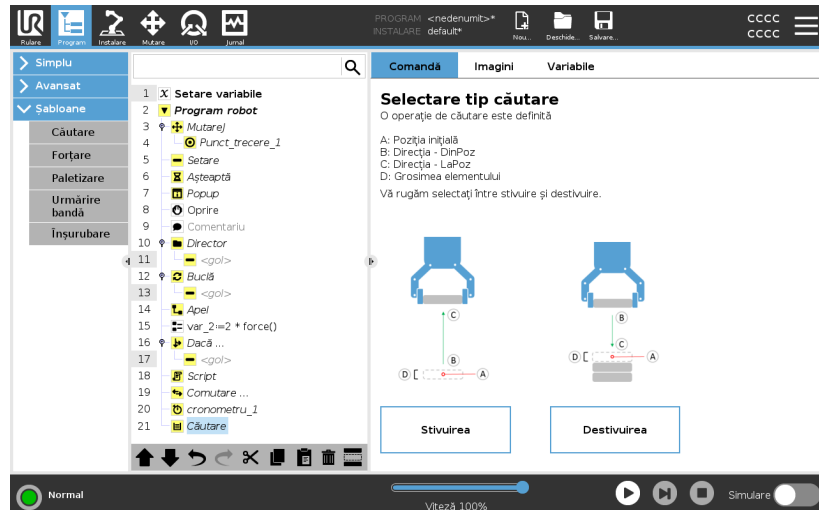 UR
Rulare
Program
Instalare
Mutare
I/O
Jurnal
PROGRAM <nedenumit>*
INSTALARE default*
Nou...
Deschide...
Salvare...
cccc
cccc
Simplu
Avansat
Șabloane
Căutare
Forțare
Paletizare
Urmărire
bandă
Înșurubare
1 X Setare variabile
2 Program robot
3 MutareJ
4 Punct_trecere_1
5 Setare
6 Așteaptă
7 Popup
8 Oprire
9 Comentariu
10 Director
11 <gol>
12 Buclă
13 <gol>
14 Apel
15 var_2:=2 * force()
16 Dacă ...
17 <gol>
18 Script
19 Comutare ...
20 cronometru_1
21 Căutare
Comandă Imagini Variabile
Selectare tip căutare
O operație de căutare este definită
A: Poziția inițială
B: Direcția - DinPoz
C: Direcția - LaPoz
D: Grosimea elementului
Vă rugăm selectați între stivuire și destivuire.
C
B
D
A
B
C
D
A
Stivuirea
Destivuirea
Normal
Viteză 100%
Simulare